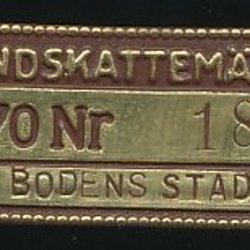 NDSKATTEMÄ
70 Nr 18
BODENS STAD